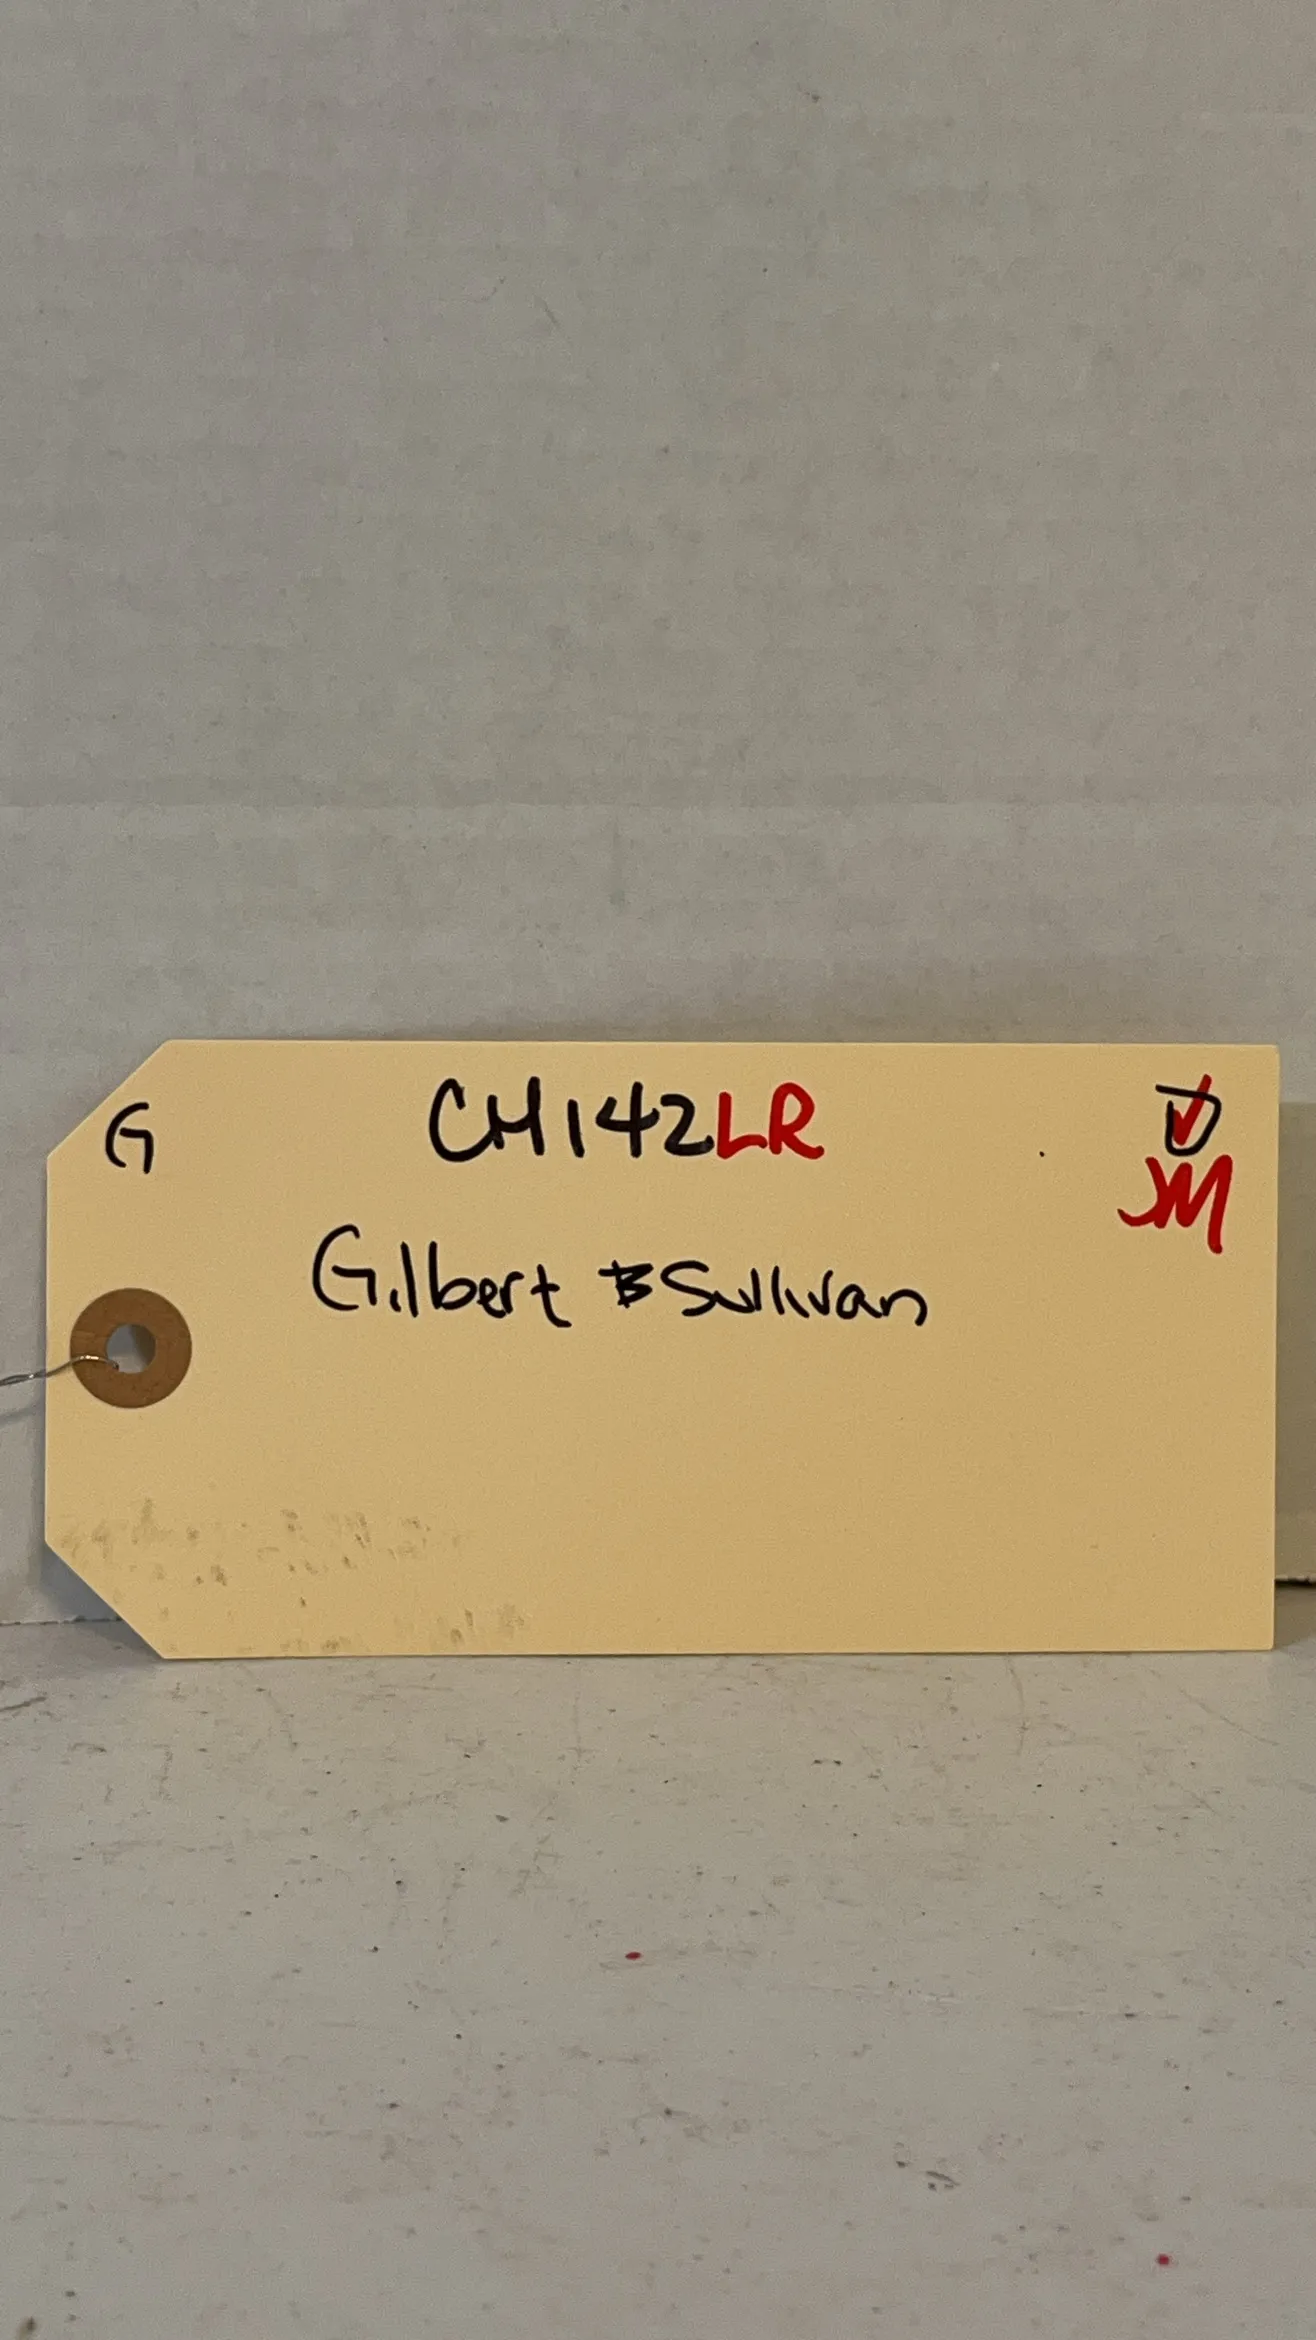 G
CH142LR
☑
JM
Gilbert & Sullivan